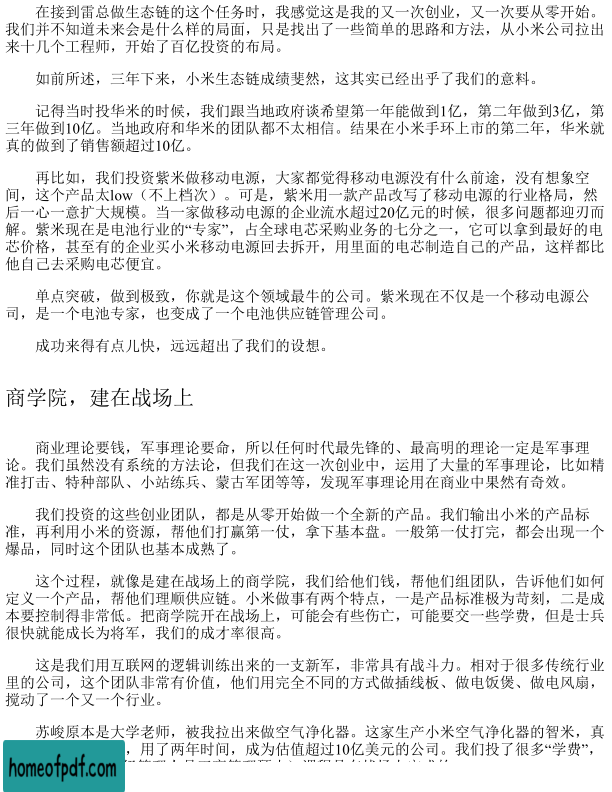 在接到雷总做生态链的这个任务时，我感觉这是我的又一次创业，又一次要从零开始。
我们并不知道未来会是什么样的局面，只是找出了一些简单的思路和方法，从小米公司拉出
来十几个工程师，开始了百亿投资的布局。
如前所述，三年下来，小米生态链成绩斐然，这其实已经出乎了我们的意料。
记得当时投华米的时候，我们跟当地政府谈希望第一年能做到1亿，第二年做到3亿，第
三年做到10亿。当地政府和华米的团队都不太相信。结果在小米手环上市的第二年，华米就
真的做到了销售额超过10亿。
再比如，我们投资紫米做移动电源，大家都觉得移动电源没有什么前途，没有想象空
间，这个产品太low（不上档次）。可是，紫米用一款产品改写了移动电源的行业格局，然
后一心一意扩大规模。当一家做移动电源的企业流水超过20亿元的时候，很多问题都迎刃而
解。紫米现在是电池行业的“专家”，占全球电芯采购业务的七分之一，它可以拿到最好的电
芯价格，甚至有的企业买小米移动电源回去拆开，用里面的电芯制造自己的产品，这样都比
他自己去采购电芯便宜。
单点突破，做到极致，你就是这个领域最牛的公司。紫米现在不仅是一个移动电源公
司，是一个电池专家，也变成了一个电池供应链管理公司。
成功来得有点儿快，远远超出了我们的设想。
商学院，建在战场上
商业理论要钱，军事理论要命，所以任何时代最先锋的、最高明的理论一定是军事理
论。我们虽然没有系统的方法论，但我们在这一次创业中，运用了大量的军事理论，比如精
准打击、特种部队、小站练兵、蒙古军团等等，发现军事理论用在商业中果然有奇效。
我们投资的这些创业团队，都是从零开始做一个全新的产品。我们输出小米的产品标
准，再利用小米的资源，帮他们打赢第一仗，拿下基本盘。一般第一仗打完，都会出现一个
爆品，同时这个团队也基本成熟了。
这个过程，就像是建在战场上的商学院，我们给他们钱，帮他们组团队，告诉他们如何
定义一个产品，帮他们理顺供应链。小米做事有两个特点，一是产品标准极为苛刻，二是成
本要控制得非常低。把商学院开在战场上，可能会有些伤亡，可能要交一些学费，但是士兵
很快就能成长为将军，我们的成才率很高。
这是我们用互联网的逻辑训练出来的一支新军，非常具有战斗力。相对于很多传统行业
里的公司，这个团队非常有价值，他们用完全不同的方式做插线板、做电饭煲、做电风扇，
搅动了一个又一个行业。
苏峻原本是大学老师，被我拉出来做空气净化器。这家生产小米空气净化器的智米，真
，用了两年时间，成为估值超过10亿美元的公司。我们投了很多“学费”，
homeofpdf.com